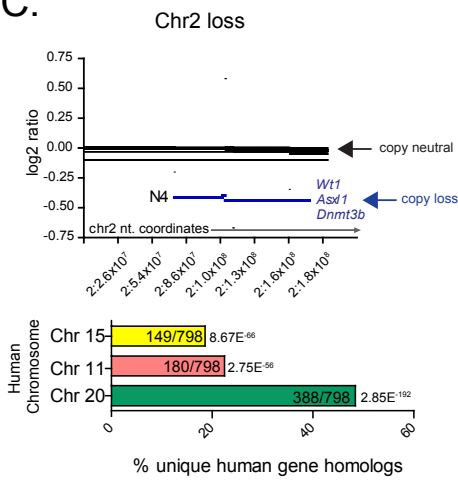 C.
Chr2 loss
log2 ratio
0.75
0.50
0.25
0.00
-0.25
-0.50
-0.75
copy neutral
N4
Wt1
Asxl1
Dnmt3b
copy loss
chr2 nt. coordinates
2:2.6x10⁷
2:5.4x10⁷
2:8.6x10⁷
2:1.0x10⁸
2:1.3x10⁸
2:1.6x10⁸
2:1.8x10⁸
Human
Chromosome
Chr 15
149/798
8.67E⁻⁶⁶
Chr 11
180/798
2.75E⁻⁵⁶
Chr 20
388/798
2.85E⁻¹⁹²
0
20
40
60
% unique human gene homologs